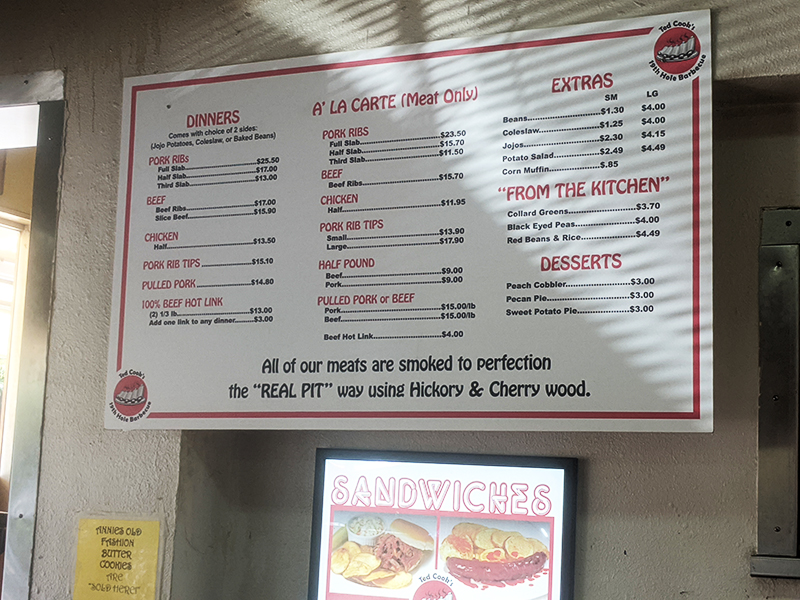 Ted Cook's
19th Hole Barbecue
DINNERS
Comes with choice of 2 sides:
(Jojo Potatoes, Coleslaw, or Baked Beans)
PORK RIBs
Full Slab..........$25.50
Half Slab..........$17.00
Third Slab..........$13.00
BEEF
Beef Ribs..........$17.00
Slice Beef..........$15.90
CHICKEN
Half..........$13.50
PORK RIB TIPS..........$15.10
PULLED PORK..........$14.80
100% BEEF HOT LINK
(2) 1/3 lb..........$13.00
Add one link to any dinner........$3.00
A' LA CARTE (Meat Only)
PORK RIBS
Full Slab..........$23.50
Half Slab..........$15.70
Third Slab..........$11.50
BEEF
Beef Ribs..........$15.70
CHICKEN
Half..........$11.95
PORK RIB TIPS
Small..........$13.90
Large..........$17.90
HALF POUND
Beef..........$9.00
Pork..........$9.00
PULLED PORK or BEEF
Pork..........$15.00/lb
Beef..........$15.00/lb
Beef Hot Link..........$4.00
EXTRAS
SM LG
Beans..........$1.30 $4.00
Coleslaw..........$1.25 $4.00
Jojos..........$2.30 $4.15
Potato Salad..........$2.49 $4.49
Corn Muffin..........$.85
"FROM THE KITCHEN"
Collard Greens..........$3.70
Black Eyed Peas..........$4.00
Red Beans & Rice..........$4.49
DESSERTS
Peach Cobbler..........$3.00
Pecan Pie..........$3.00
Sweet Potato Pie..........$3.00
All of our meats are smoked to perfection
the "REAL PIT" way using Hickory & Cherry wood.
Ted Cook's
19th Hole Barbecue
SANDWICHES
Ted Cook's
ANNIES OLD
FASHION
BUTTER
COOKIES
ARE
"SOLD HERE!"